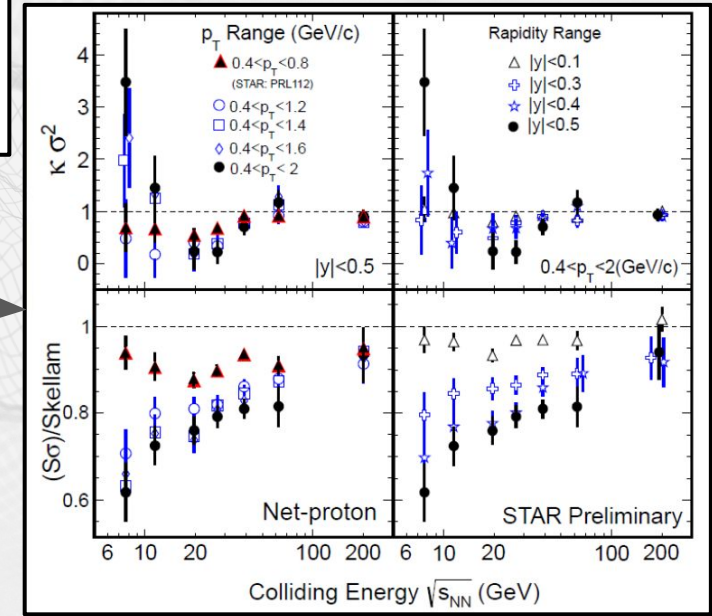 p_T Range (GeV/c)
0.4<p_T<0.8
(STAR: PRL112)
0.4<p_T<1.2
0.4<p_T<1.4
0.4<p_T<1.6
0.4<p_T<2
|y|<0.5
Rapidity Range
|y|<0.1
|y|<0.3
|y|<0.4
|y|<0.5
0.4<p_T<2(GeV/c)
κ σ²
4
3
2
1
0
(Sσ)/Skellam
1
0.8
0.6
Net-proton
STAR Preliminary
6 10 20 100 200 6 10 20 100 200
Colliding Energy √s_NN (GeV)